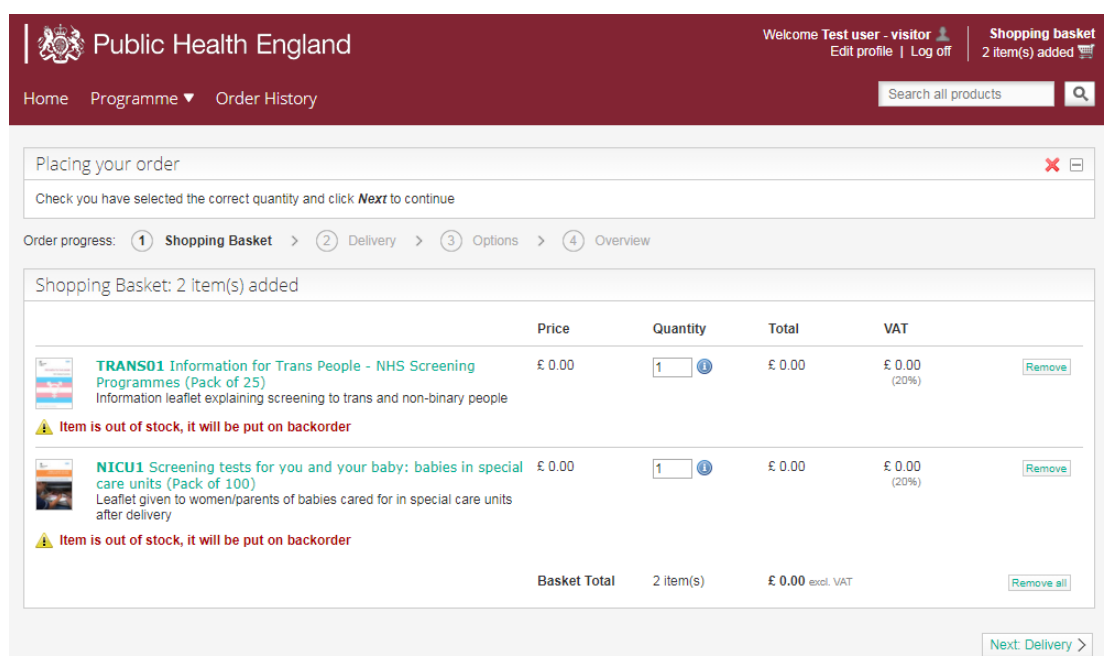 Public Health England
Welcome Test user - visitor
Edit profile | Log off
Shopping basket
2 item(s) added
Home Programme ▼ Order History
Search all products
Placing your order
Check you have selected the correct quantity and click Next to continue
Order progress: 1 Shopping Basket > 2 Delivery > 3 Options > 4 Overview
Shopping Basket: 2 item(s) added
Price Quantity Total VAT
TRANS01 Information for Trans People - NHS Screening
Programmes (Pack of 25)
Information leaflet explaining screening to trans and non-binary people
£ 0.00 1 £ 0.00 £ 0.00
(20%)
Remove
Item is out of stock, it will be put on backorder
NICU1 Screening tests for you and your baby: babies in special
care units (Pack of 100)
Leaflet given to women/parents of babies cared for in special care units
after delivery
£ 0.00 1 £ 0.00 £ 0.00
(20%)
Remove
Item is out of stock, it will be put on backorder
Basket Total 2 item(s) £ 0.00 excl. VAT Remove all
Next: Delivery >